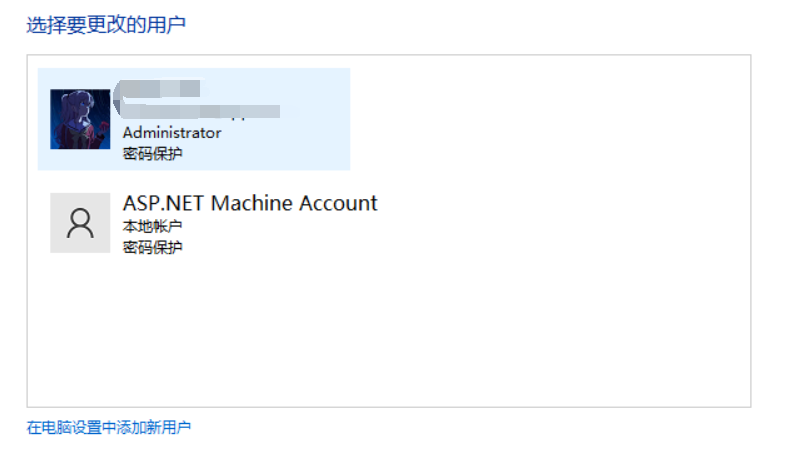 选择要更改的用户
Administrator
密码保护
ASP.NET Machine Account
本地帐户
密码保护
在电脑设置中添加新用户